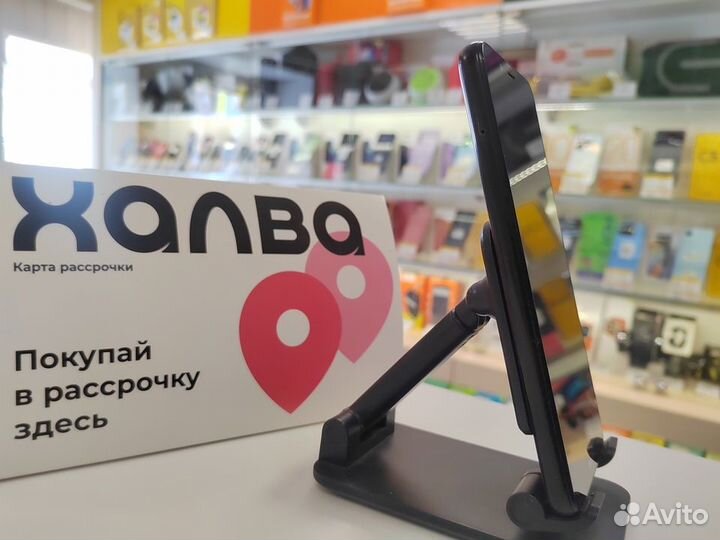 ХАЛВА
Карта рассрочки
Покупай
в рассрочку
здесь
Avito